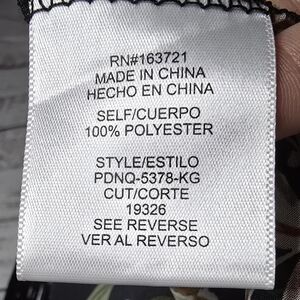 RN#163721
MADE IN CHINA
HECHO EN CHINA
SELF/CUERPO
100% POLYESTER
STYLE/ESTILO
PDNQ-5378-KG
CUT/CORTE
19326
SEE REVERSE
VER AL REVERSO